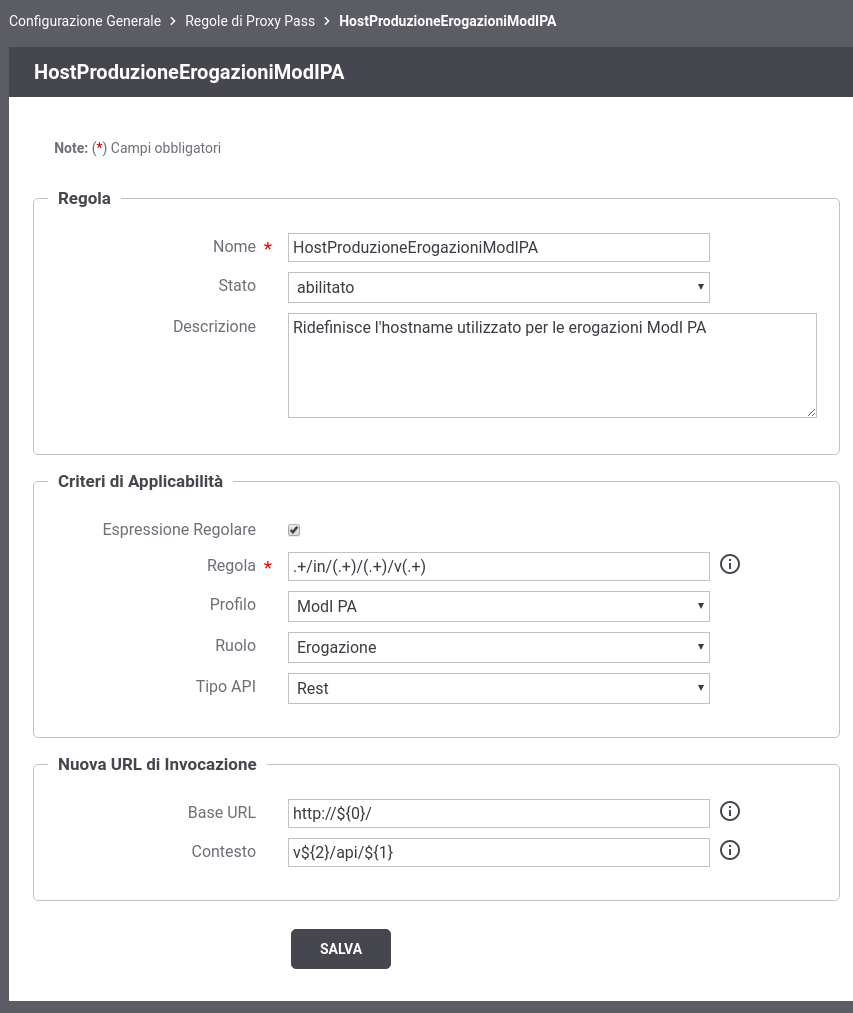 Configurazione Generale > Regole di Proxy Pass > HostProduzioneErogazioniModIPA
HostProduzioneErogazioniModIPA
Note: (*) Campi obbligatori
Regola
Nome * HostProduzioneErogazioniModIPA
Stato abilitato
Descrizione Ridefinisce l'hostname utilizzato per le erogazioni ModI PA
Criteri di Applicabilità
Espressione Regolare
Regola * .+/in/(.+)/(.+)/v(.+)
Profilo ModI PA
Ruolo Erogazione
Tipo API Rest
Nuova URL di Invocazione
Base URL http://${0}/
Contesto v${2}/api/${1}
SALVA